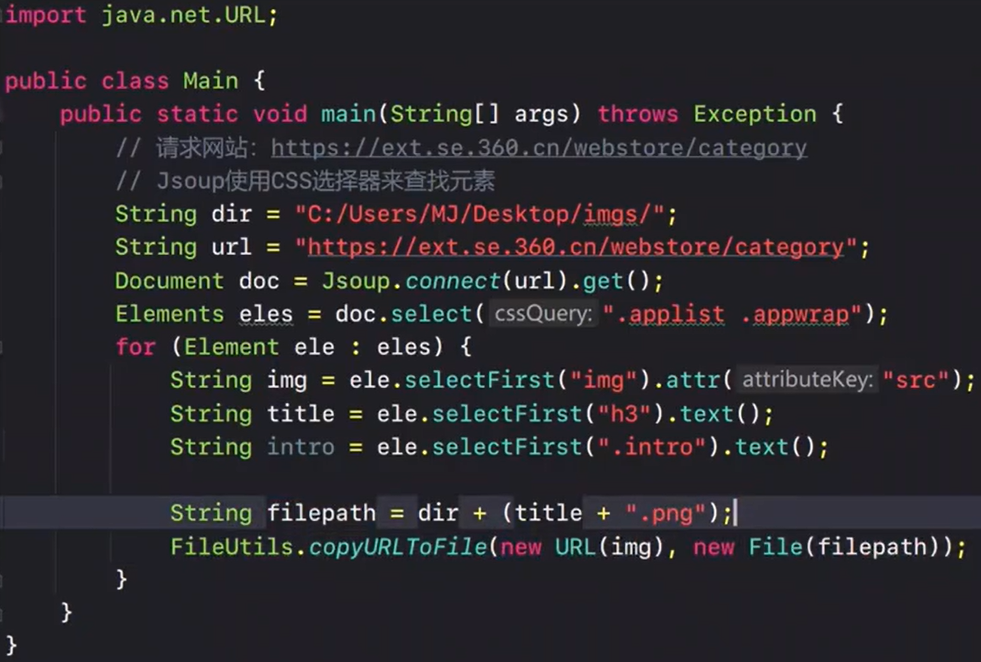 import java.net.URL;
public class Main {
public static void main(String[] args) throws Exception {
// 请求网站: https://ext.se.360.cn/webstore/category
// Jsoup使用CSS选择器来查找元素
String dir = "C:/Users/MJ/Desktop/imgs/";
String url = "https://ext.se.360.cn/webstore/category";
Document doc = Jsoup.connect(url).get();
Elements eles = doc.select( cssQuery: ".applist .appwrap");
for (Element ele : eles) {
String img = ele.selectFirst("img").attr( attributeKey: "src");
String title = ele.selectFirst("h3").text();
String intro = ele.selectFirst(".intro").text();
String filepath = dir + (title + ".png");
FileUtils.copyURLToFile(new URL(img), new File(filepath));
}
}
}